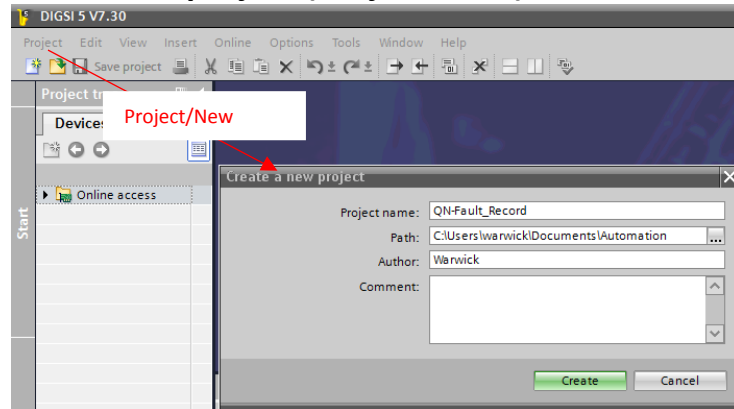 DIGSI 5 V7.30
Project Edit View Insert Online Options Tools Window Help
Save project
Project tr
Devices
Project/New
Online access
Start
Create a new project
Project name: QN-Fault_Record
Path: C:\Users\warwick\Documents\Automation ...
Author: Warwick
Comment:
Create Cancel